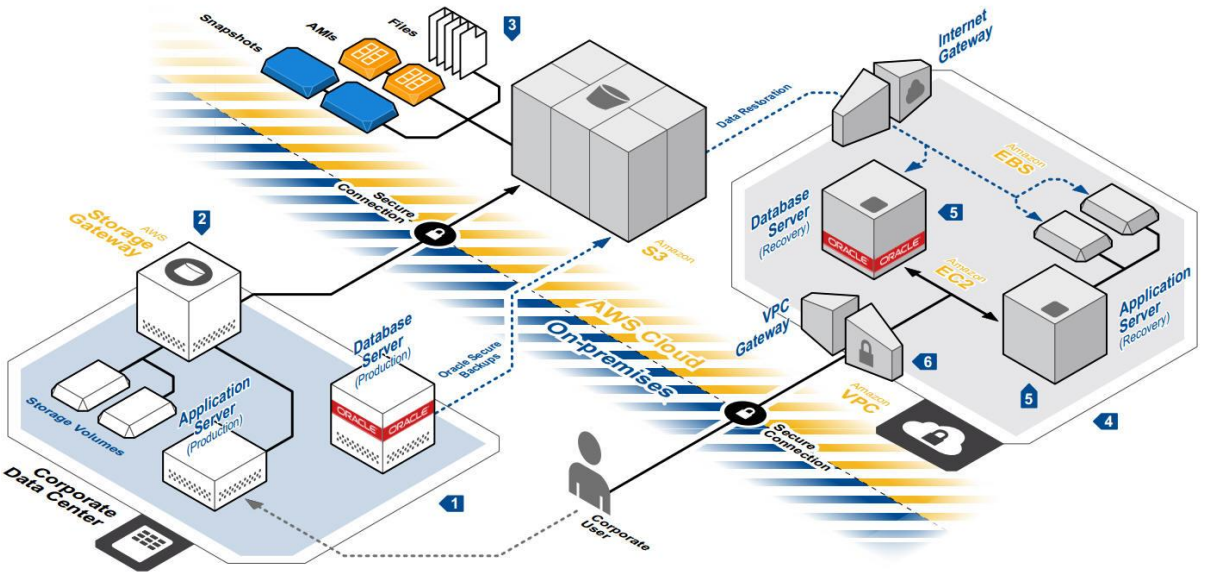 Snapshots
AMIs
Files
3
Internet
Gateway
Data Restoration
Amazon
EBS
Database
Server
(Recovery)
5
ORACLE ORACLE
Secure
Connection
Amazon
S3
2
AWS
Storage
Gateway
Amazon
EC2
Application
Server
(Recovery)
VPC
Gateway
6
5
Amazon
VPC
4
AWS Cloud
On-premises
Database
Server
(Production)
Oracle Secure
Backups
ORACLE ORACLE
Storage Volumes
Application
Server
(Production)
Secure
Connection
1
Corporate
Data Center
Corporate
User